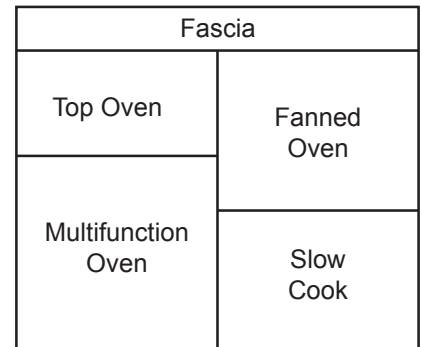 Fascia
Top Oven
Fanned
Oven
Multifunction
Oven
Slow
Cook